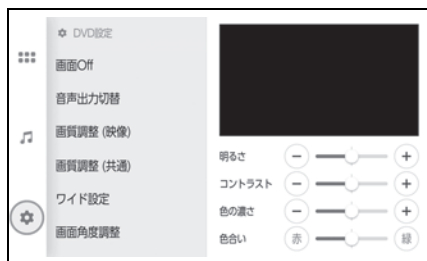 DVD設定
画面Off
音声出力切替
画質調整 (映像)
画質調整 (共通)
ワイド設定
画面角度調整
明るさ
コントラスト
色の濃さ
色合い 赤 緑